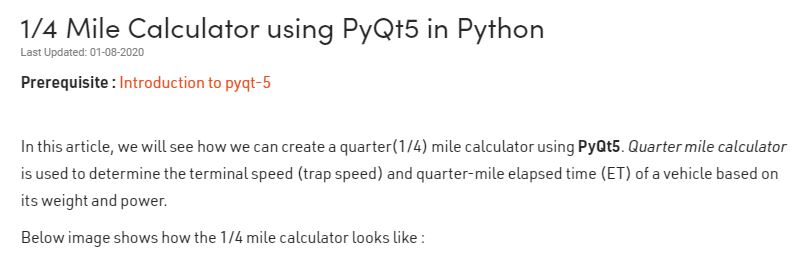 1/4 Mile Calculator using PyQt5 in Python
Last Updated: 01-08-2020
Prerequisite : Introduction to pyqt-5
In this article, we will see how we can create a quarter(1/4) mile calculator using PyQt5. Quarter mile calculator
is used to determine the terminal speed (trap speed) and quarter-mile elapsed time (ET) of a vehicle based on
its weight and power.
Below image shows how the 1/4 mile calculator looks like :